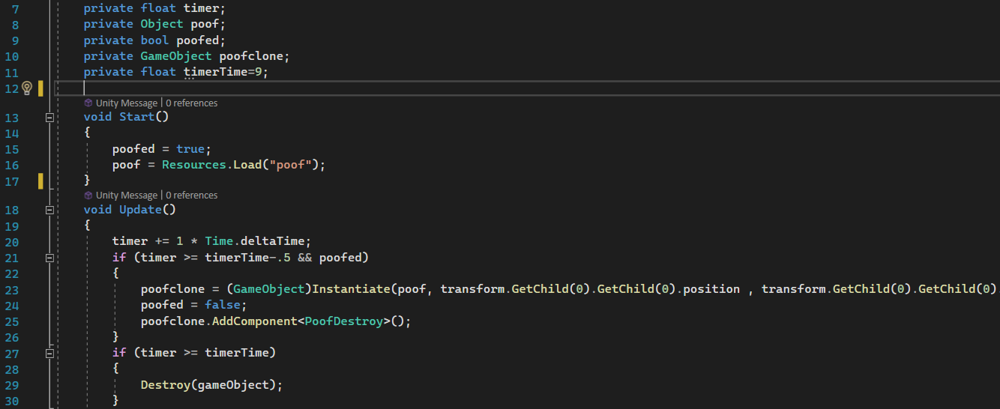 7 private float timer;
8 private Object poof;
9 private bool poofed;
10 private GameObject poofclone;
11 private float timerTime=9;
12
Unity Message | 0 references
13 void Start()
14 {
15 poofed = true;
16 poof = Resources.Load("poof");
17 }
Unity Message | 0 references
18 void Update()
19 {
20 timer += 1 * Time.deltaTime;
21 if (timer >= timerTime-.5 && poofed)
22 {
23 poofclone = (GameObject)Instantiate(poof, transform.GetChild(0).GetChild(0).position , transform.GetChild(0).GetChild(0)
24 poofed = false;
25 poofclone.AddComponent<PoofDestroy>();
26 }
27 if (timer >= timerTime)
28 {
29 Destroy(gameObject);
30 }